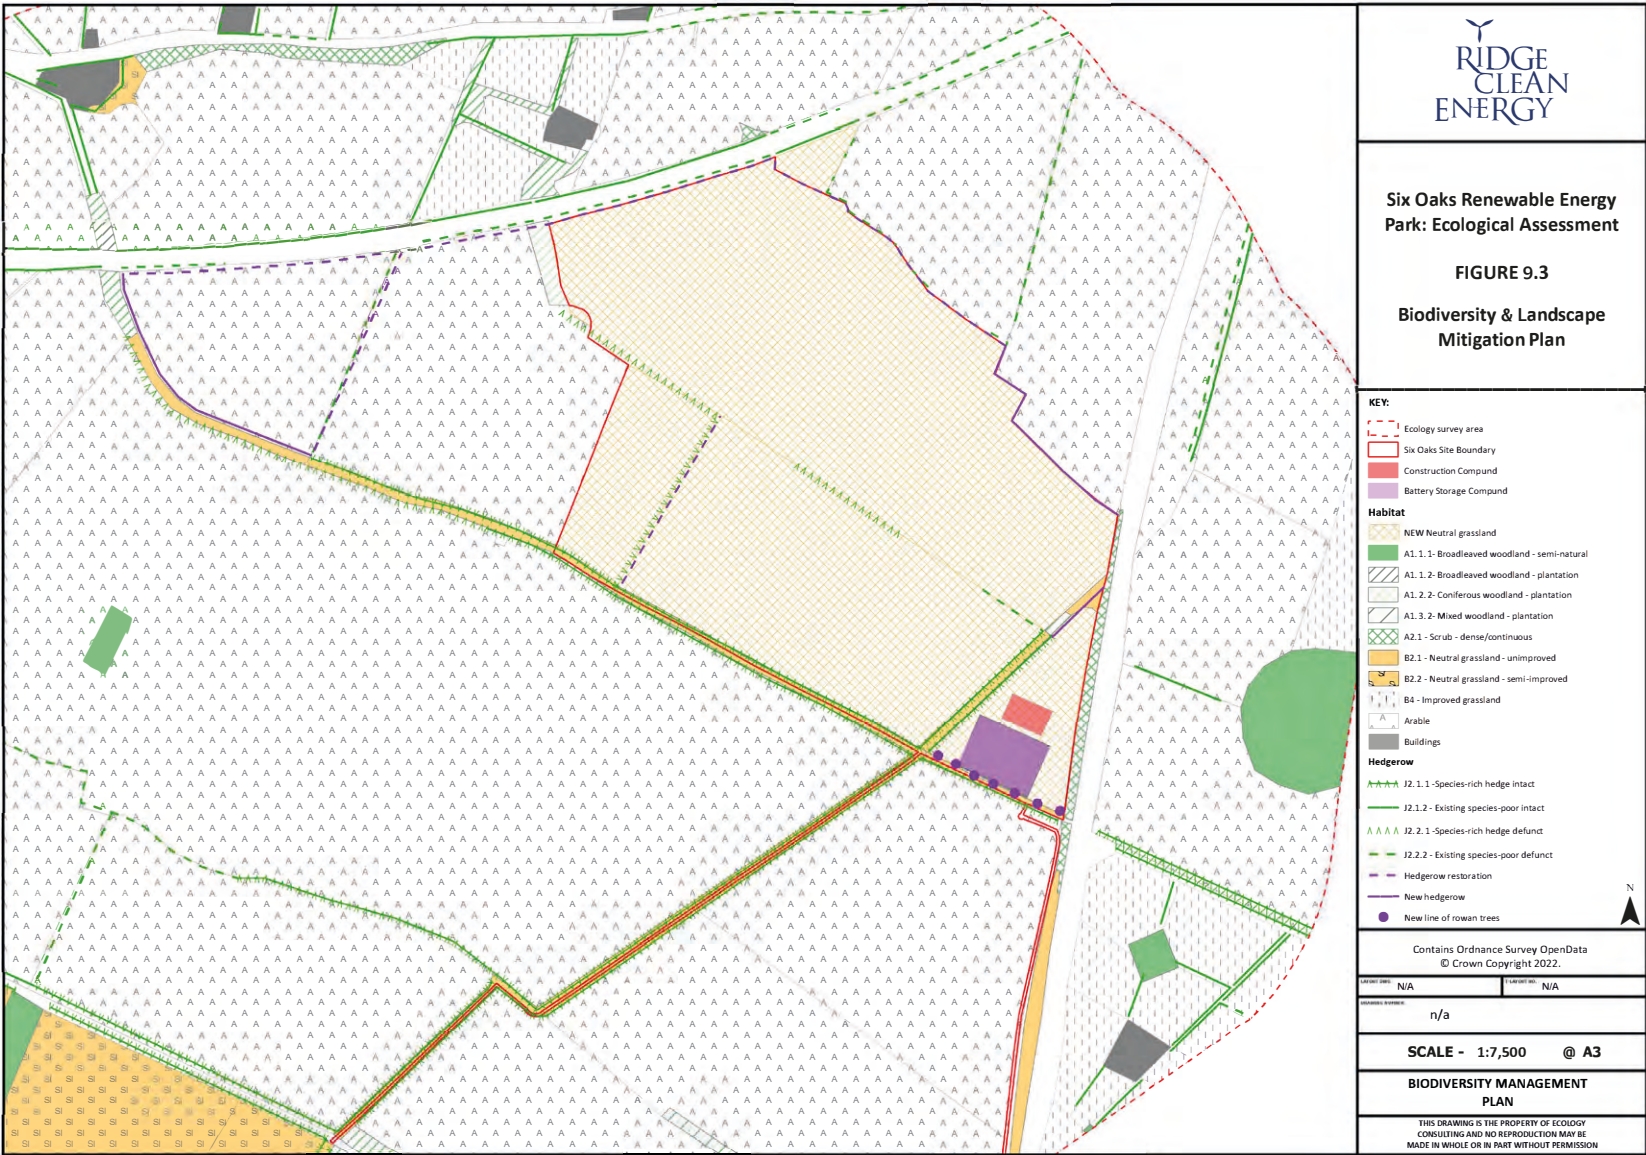 RIDGE
CLEAN
ENERGY
Six Oaks Renewable Energy
Park: Ecological Assessment
FIGURE 9.3
Biodiversity & Landscape
Mitigation Plan
KEY:
Ecology survey area
Six Oaks Site Boundary
Construction Compund
Battery Storage Compund
Habitat
NEW Neutral grassland
A1.1.1- Broadleaved woodland - semi-natural
A1.1.2- Broadleaved woodland - plantation
A1.2.2- Coniferous woodland - plantation
A1.3.2- Mixed woodland - plantation
A2.1 - Scrub - dense/continuous
B2.1 - Neutral grassland - unimproved
B2.2 - Neutral grassland - semi-improved
B4 - Improved grassland
A Arable
Buildings
Hedgerow
J2.1.1 -Species-rich hedge intact
J2.1.2 - Existing species-poor intact
J2.2.1 -Species-rich hedge defunct
J2.2.2 - Existing species-poor defunct
Hedgerow restoration
New hedgerow
New line of rowan trees
N
Contains Ordnance Survey OpenData
© Crown Copyright 2022.
N/A
N/A
n/a
SCALE - 1:7,500 @ A3
BIODIVERSITY MANAGEMENT
PLAN
THIS DRAWING IS THE PROPERTY OF ECOLOGY
CONSULTING AND NO REPRODUCTION MAY BE
MADE IN WHOLE OR IN PART WITHOUT PERMISSION